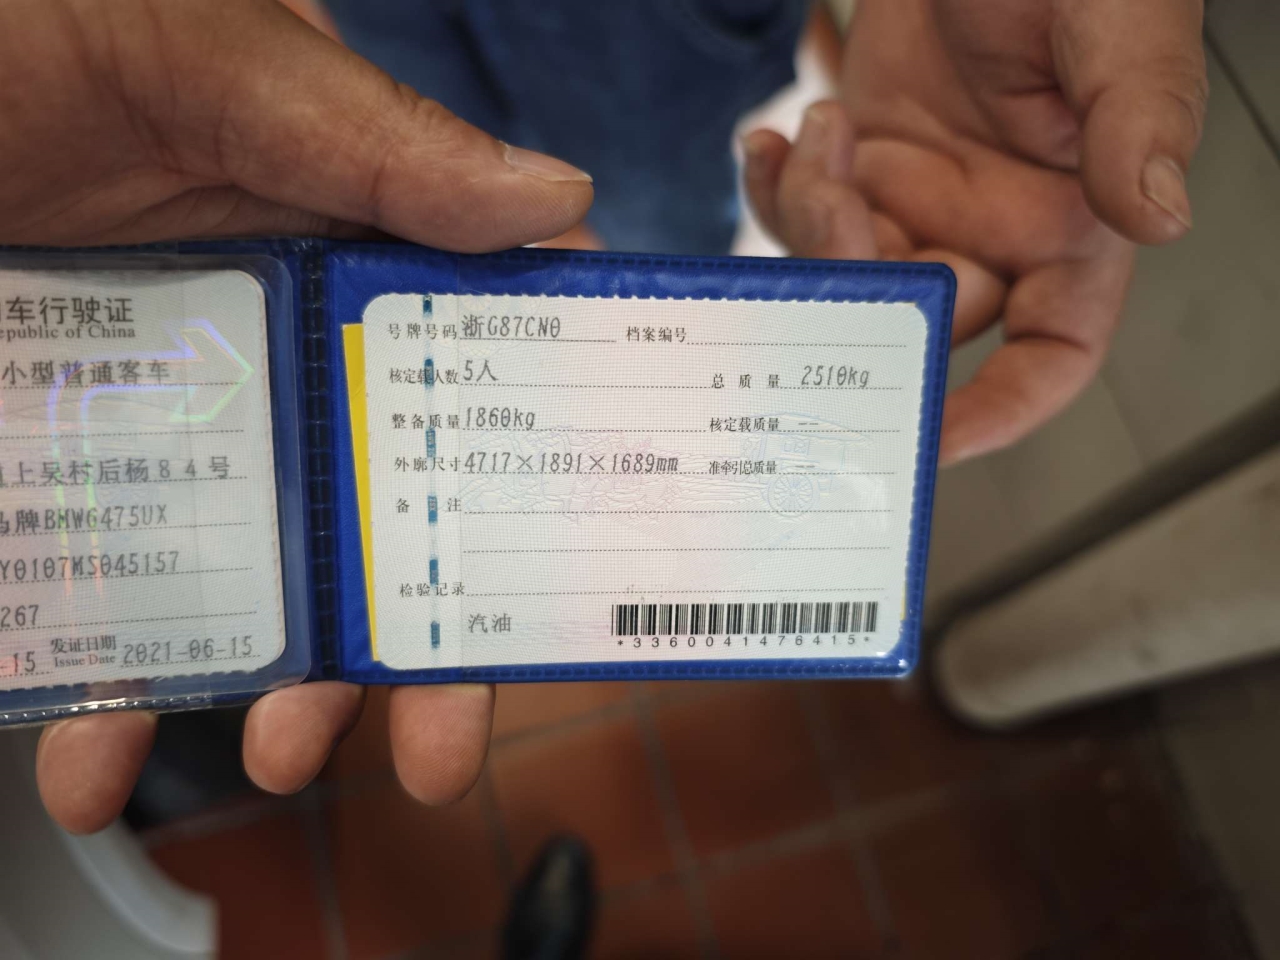 车行驶证
epublic of China
小型普通客车
上吴村后杨84号
牌BMW6475UX
Y0107MS045157
267
-15 发证日期 Issue Date 2021-06-15
号牌号码 浙G87CN0 档案编号
核定载人数 5人 总质量 2510kg
整备质量 1860kg 核定载质量 --
外廓尺寸 4717×1891×1689mm 准牵引总质量 --
备注
检验记录
汽油
*3360041476415*